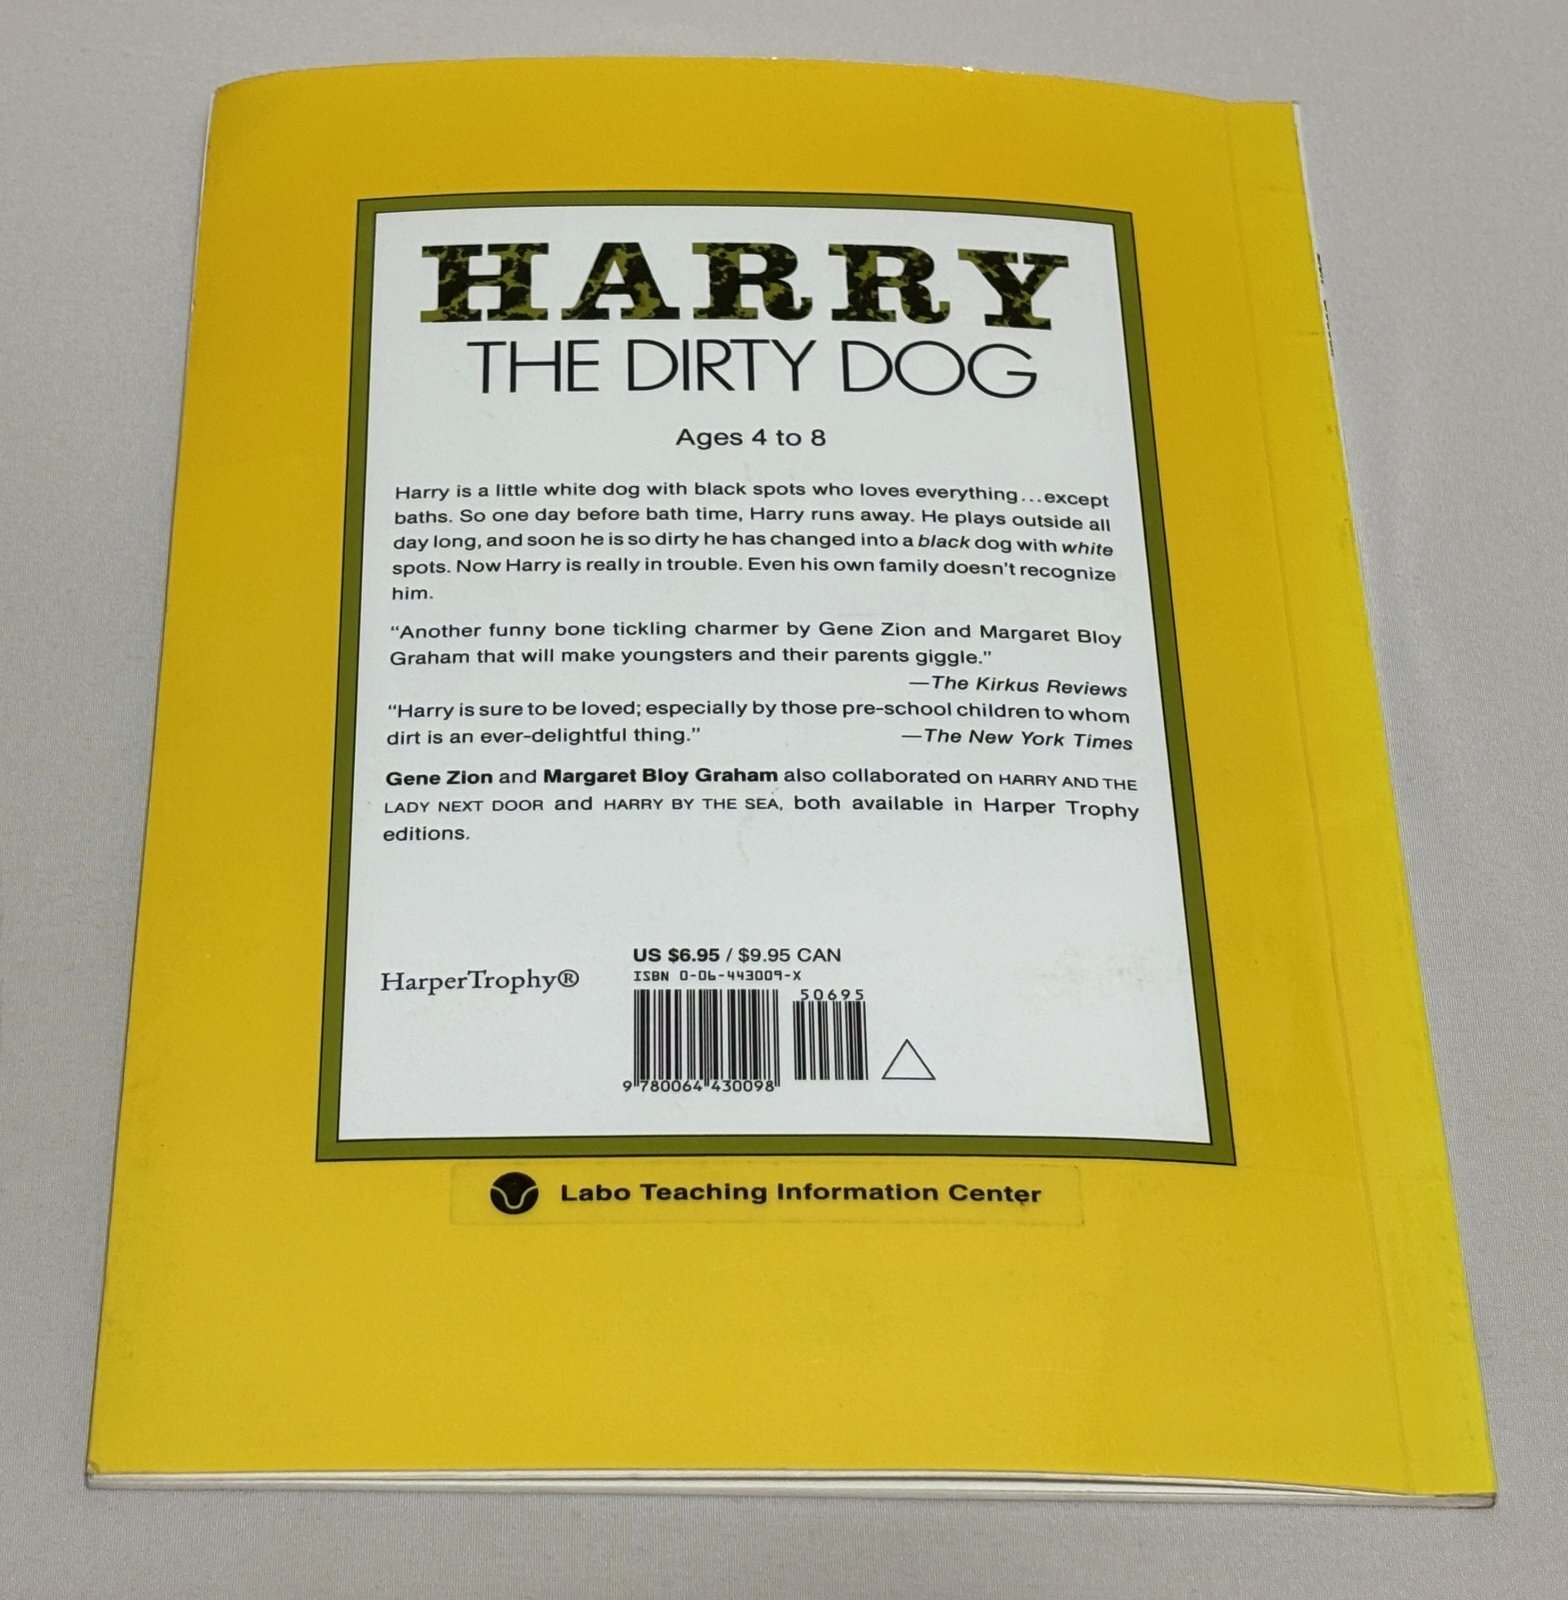 HARRY
THE DIRTY DOG
Ages 4 to 8
Harry is a little white dog with black spots who loves everything...except
baths. So one day before bath time, Harry runs away. He plays outside all
day long, and soon he is so dirty he has changed into a black dog with white
spots. Now Harry is really in trouble. Even his own family doesn't recognize
him.
“Another funny bone tickling charmer by Gene Zion and Margaret Bloy
Graham that will make youngsters and their parents giggle.”
—The Kirkus Reviews
“Harry is sure to be loved; especially by those pre-school children to whom
dirt is an ever-delightful thing.” —The New York Times
Gene Zion and Margaret Bloy Graham also collaborated on HARRY AND THE
LADY NEXT DOOR and HARRY BY THE SEA, both available in Harper Trophy
editions.
US $6.95 / $9.95 CAN
ISBN 0-06-443009-X
HarperTrophy®
50695
9 780064 430098
Labo Teaching Information Center